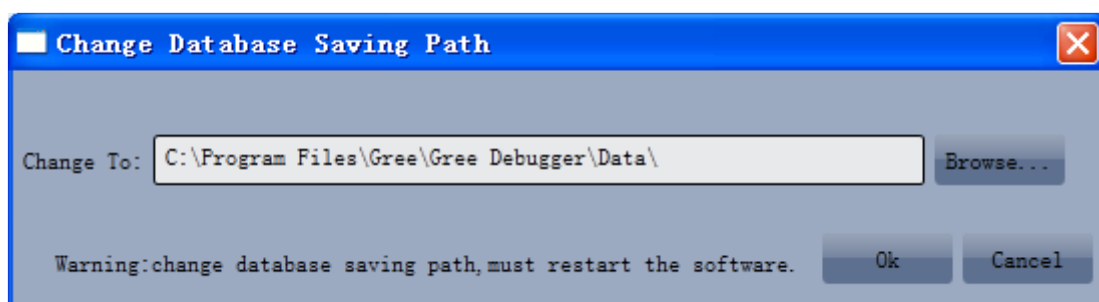 Change Database Saving Path
Change To: C:\Program Files\Gree\Gree Debugger\Data\ Browse...
Warning:change database saving path,must restart the software. Ok Cancel